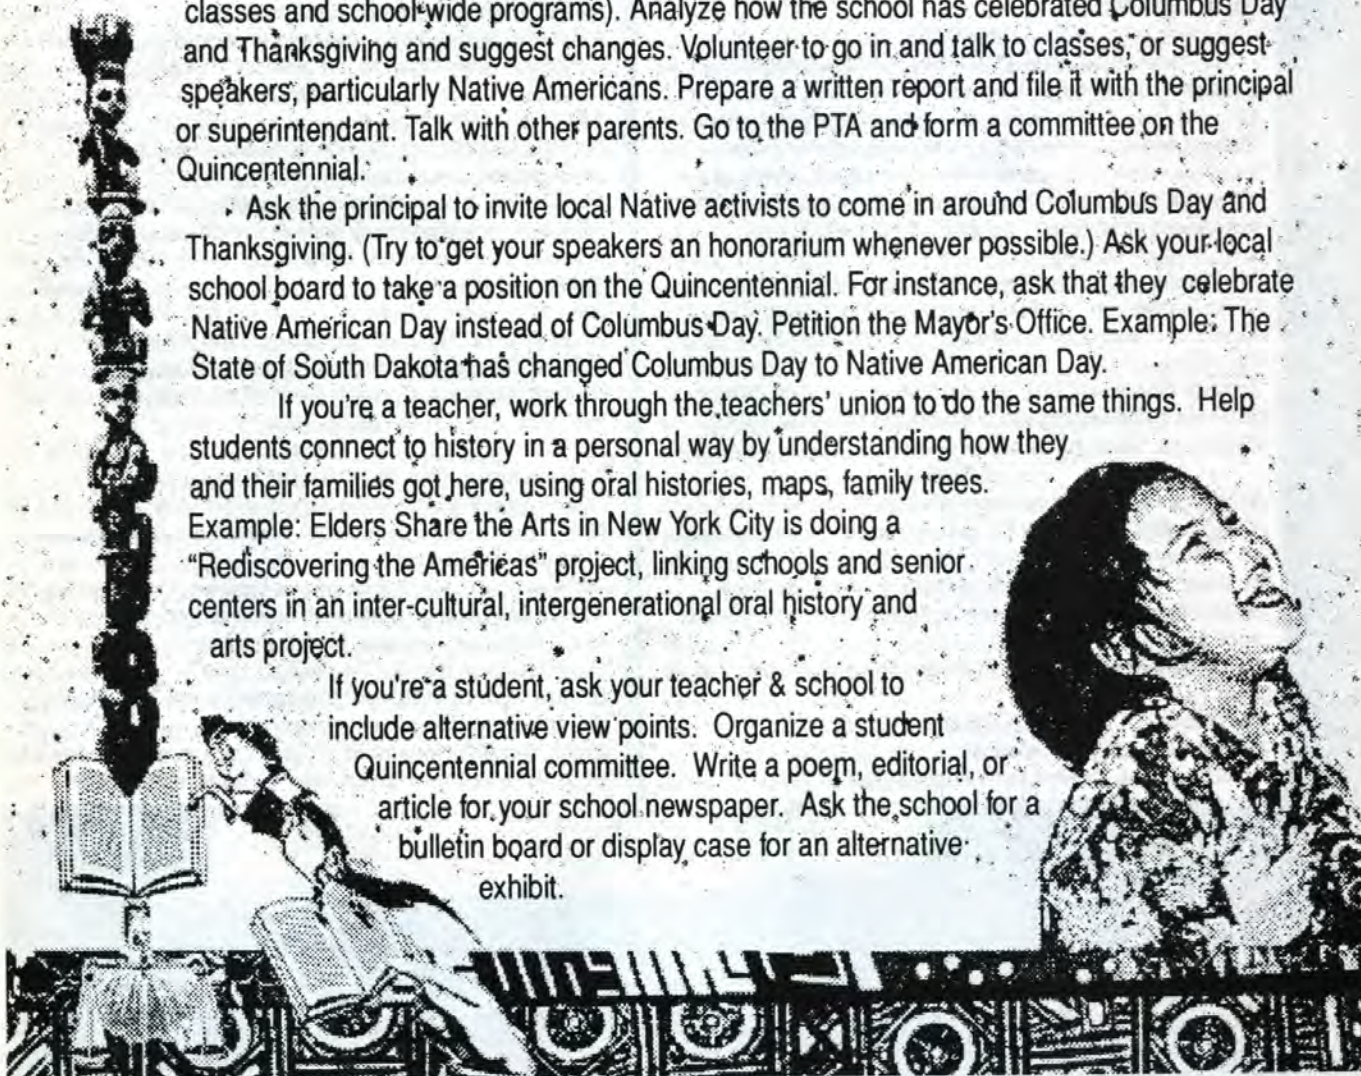 classes and school-wide programs). Analyze how the school has celebrated Columbus Day
and Thanksgiving and suggest changes. Volunteer to go in and talk to classes, or suggest
speakers, particularly Native Americans. Prepare a written report and file it with the principal
or superintendant. Talk with other parents. Go to the PTA and form a committee on the
Quincentennial.
Ask the principal to invite local Native activists to come in around Columbus Day and
Thanksgiving. (Try to get your speakers an honorarium whenever possible.) Ask your local
school board to take a position on the Quincentennial. For instance, ask that they celebrate
Native American Day instead of Columbus Day. Petition the Mayor's Office. Example: The
State of South Dakota has changed Columbus Day to Native American Day.
If you're a teacher, work through the teachers' union to do the same things. Help
students connect to history in a personal way by understanding how they
and their families got here, using oral histories, maps, family trees.
Example: Elders Share the Arts in New York City is doing a
"Rediscovering the Americas" project, linking schools and senior
centers in an inter-cultural, intergenerational oral history and
arts project.
If you're a student, ask your teacher & school to
include alternative view points. Organize a student
Quincentennial committee. Write a poem, editorial, or
article for your school newspaper. Ask the school for a
bulletin board or display case for an alternative
exhibit.